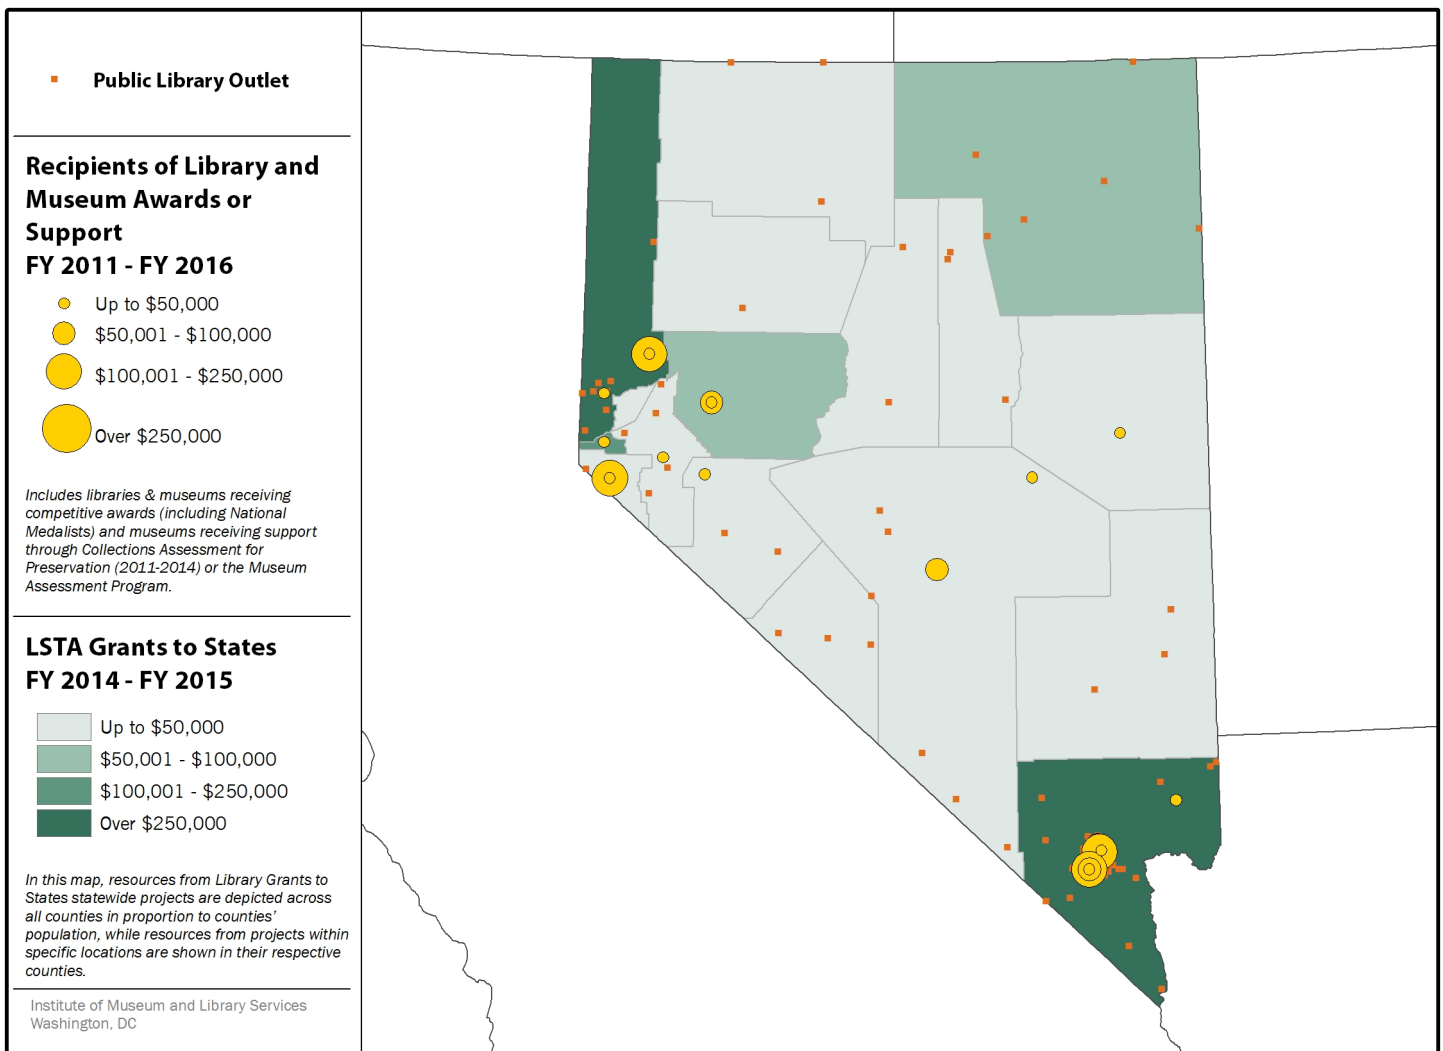 Public Library Outlet
Recipients of Library and
Museum Awards or
Support
FY 2011 - FY 2016
Up to $50,000
$50,001 - $100,000
$100,001 - $250,000
Over $250,000
Includes libraries & museums receiving
competitive awards (including National
Medalists) and museums receiving support
through Collections Assessment for
Preservation (2011-2014) or the Museum
Assessment Program.
LSTA Grants to States
FY 2014 - FY 2015
Up to $50,000
$50,001 - $100,000
$100,001 - $250,000
Over $250,000
In this map, resources from Library Grants to
States statewide projects are depicted across
all counties in proportion to counties'
population, while resources from projects within
specific locations are shown in their respective
counties.
Institute of Museum and Library Services
Washington, DC